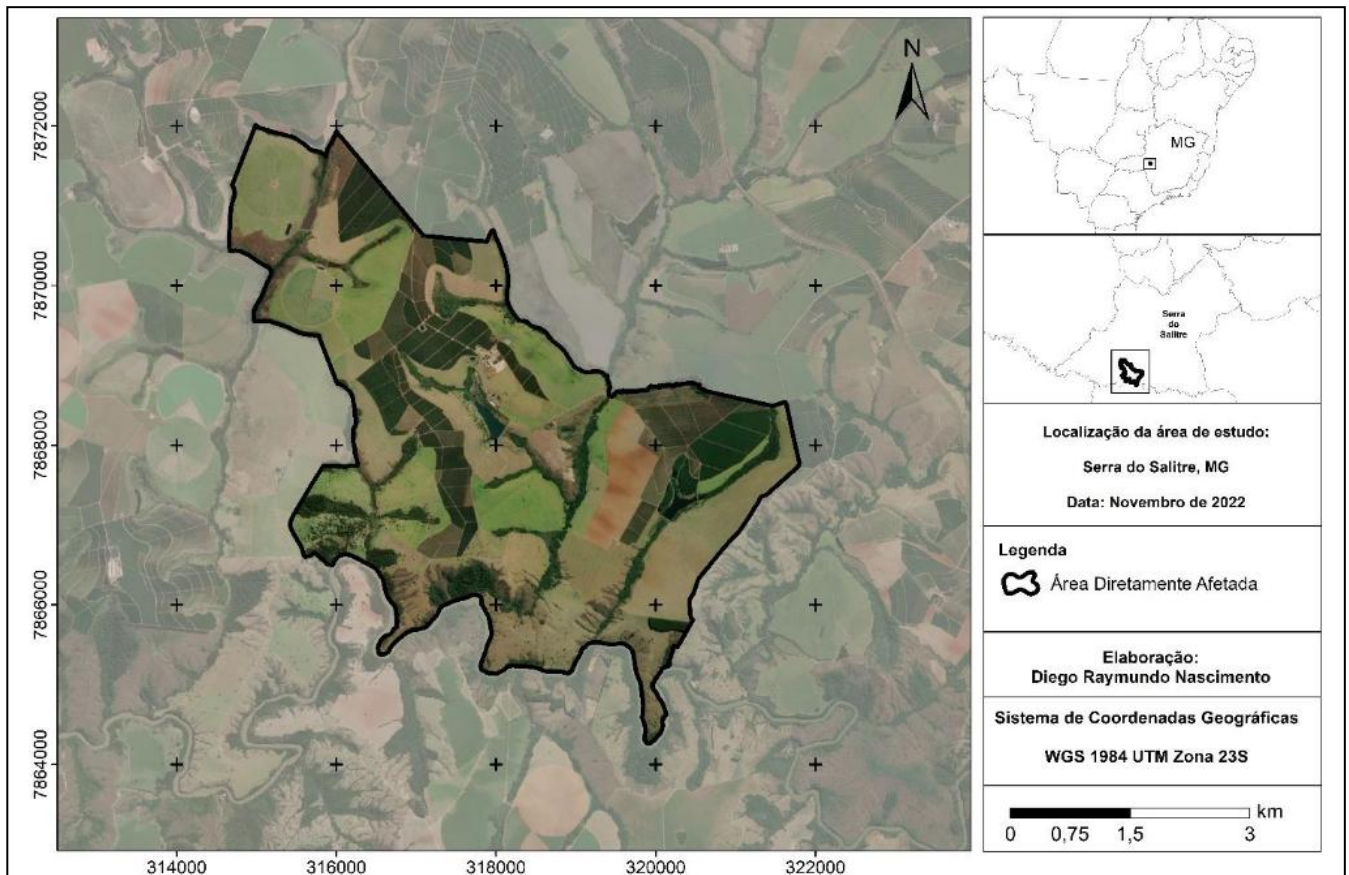 N
7872000
7870000
7868000
7866000
7864000
314000
316000
318000
320000
322000
MG
Serra
do
Salitre
Localização da área de estudo:
Serra do Salitre, MG
Data: Novembro de 2022
Legenda
Área Diretamente Afetada
Elaboração:
Diego Raymundo Nascimento
Sistema de Coordenadas Geográficas
WGS 1984 UTM Zona 23S
km
0 0,75 1,5 3